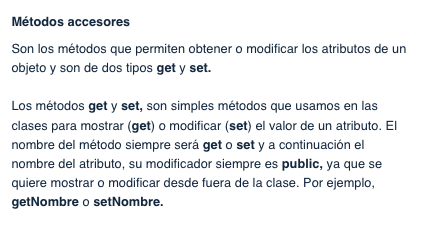 Métodos accesores
Son los métodos que permiten obtener o modificar los atributos de un
objeto y son de dos tipos get y set.
Los métodos get y set, son simples métodos que usamos en las
clases para mostrar (get) o modificar (set) el valor de un atributo. El
nombre del método siempre será get o set y a continuación el
nombre del atributo, su modificador siempre es public, ya que se
quiere mostrar o modificar desde fuera de la clase. Por ejemplo,
getNombre o setNombre.